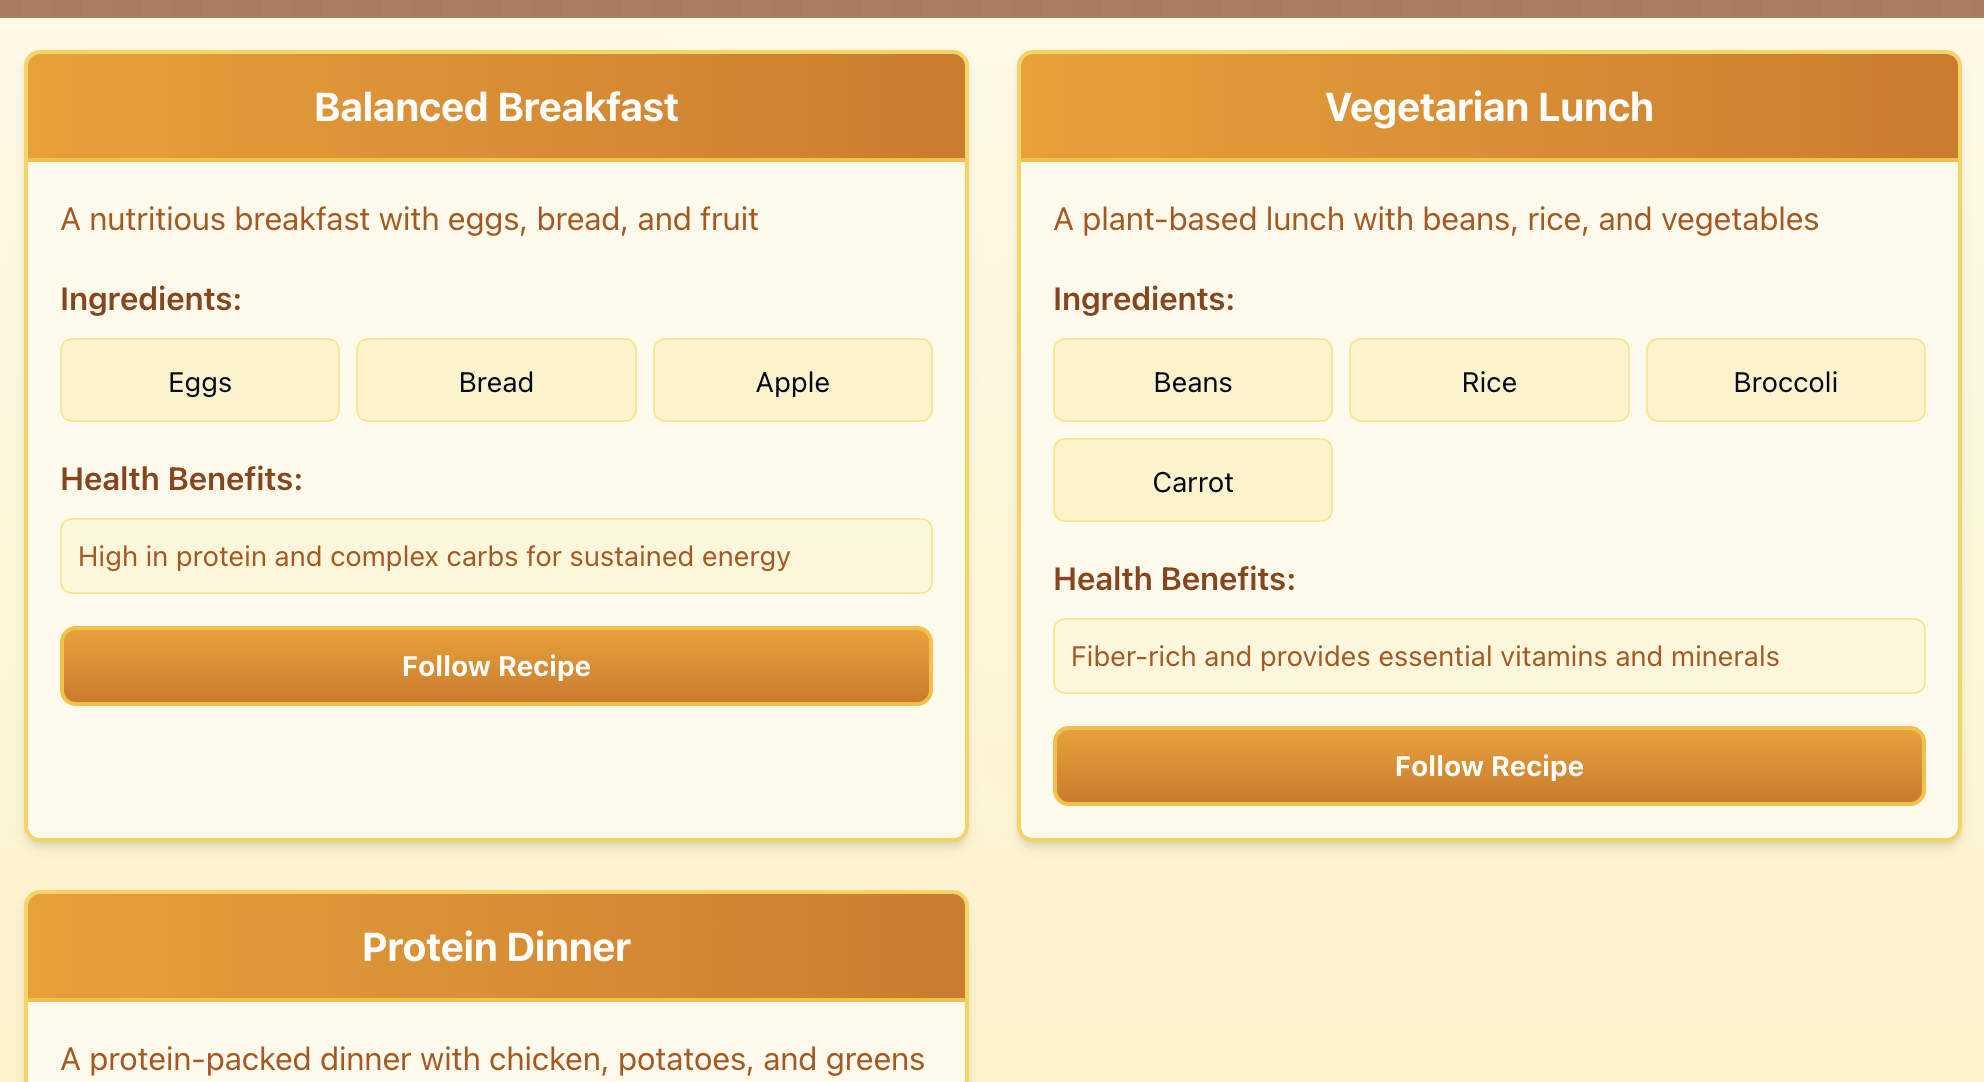 Balanced Breakfast
A nutritious breakfast with eggs, bread, and fruit
Ingredients:
Eggs
Bread
Apple
Health Benefits:
High in protein and complex carbs for sustained energy
Follow Recipe
Vegetarian Lunch
A plant-based lunch with beans, rice, and vegetables
Ingredients:
Beans
Rice
Broccoli
Carrot
Health Benefits:
Fiber-rich and provides essential vitamins and minerals
Follow Recipe
Protein Dinner
A protein-packed dinner with chicken, potatoes, and greens